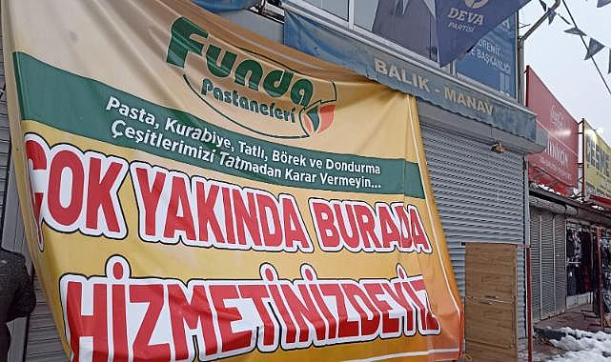 Funda
Pastaneleri
Pasta, Kurabiye, Tatlı, Börek ve Dondurma
Çeşitlerimizi Tatmadan Karar Vermeyin...
ÇOK YAKINDA BURADA
HİZMETİNİZDEYİZ
DEVA
PARTİSİ
BALIK - MANAV